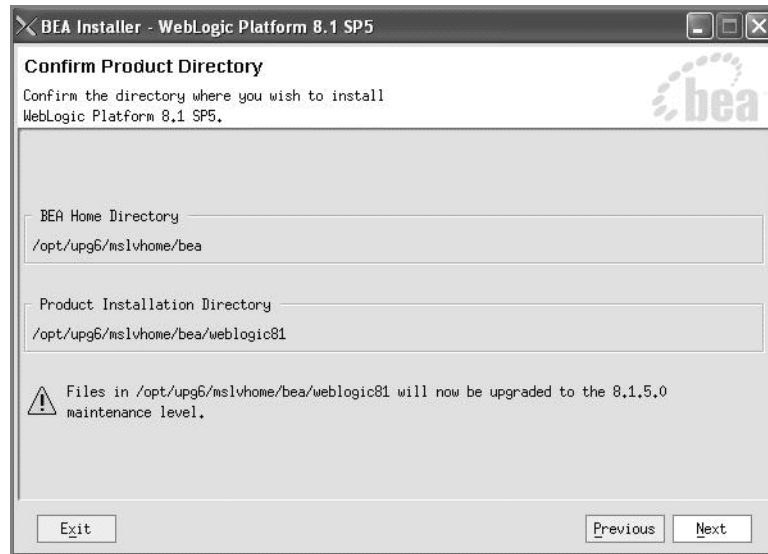 BEA Installer - WebLogic Platform 8.1 SP5
Confirm Product Directory
Confirm the directory where you wish to install
WebLogic Platform 8.1 SP5.
bea
BEA Home Directory
/opt/upg6/mslvhome/bea
Product Installation Directory
/opt/upg6/mslvhome/bea/weblogic81
Files in /opt/upg6/mslvhome/bea/weblogic81 will now be upgraded to the 8.1.5.0
maintenance level.
Exit
Previous
Next